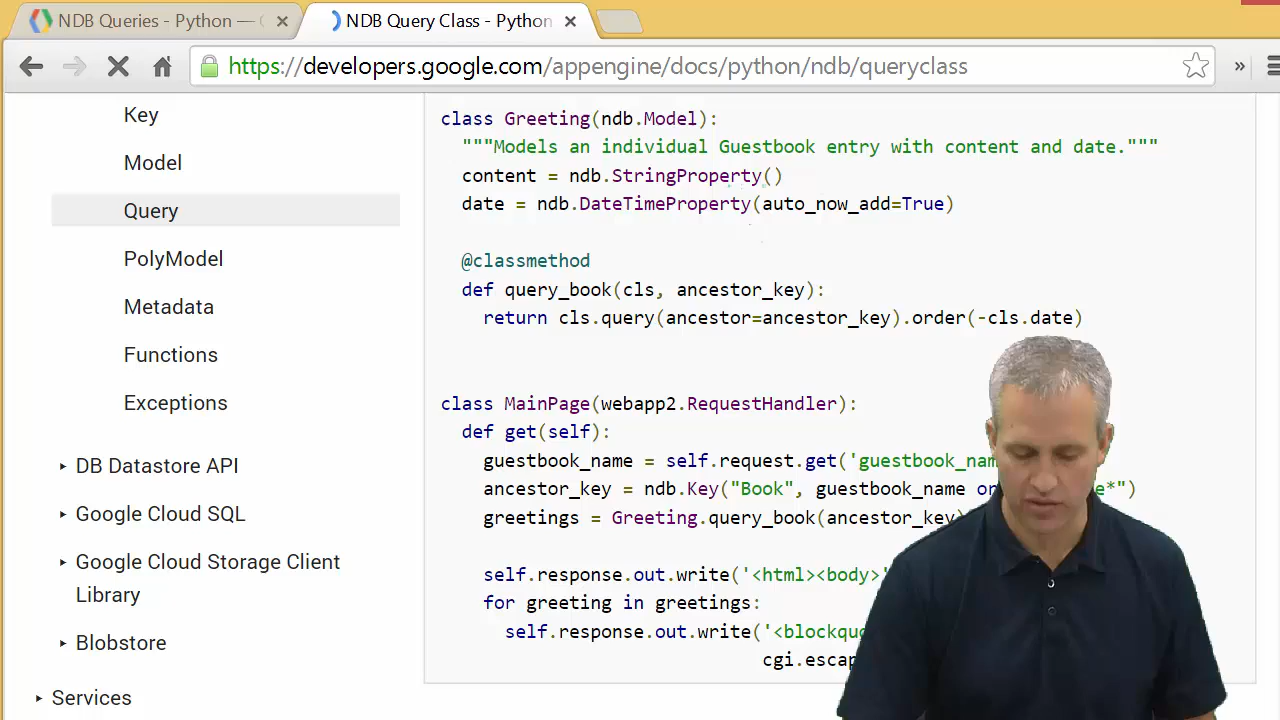 NDB Queries - Python —
NDB Query Class - Python
https://developers.google.com/appengine/docs/python/ndb/queryclass
»
Key
Model
Query
PolyModel
Metadata
Functions
Exceptions
DB Datastore API
Google Cloud SQL
Google Cloud Storage Client
Library
Blobstore
Services
class Greeting(ndb.Model):
"""Models an individual Guestbook entry with content and date."""
content = ndb.StringProperty()
date = ndb.DateTimeProperty(auto_now_add=True)
@classmethod
def query_book(cls, ancestor_key):
return cls.query(ancestor=ancestor_key).order(-cls.date)
class MainPage(webapp2.RequestHandler):
def get(self):
guestbook_name = self.request.get('guestbook_nam
ancestor_key = ndb.Key("Book", guestbook_name or e*")
greetings = Greeting.query_book(ancestor_key)
self.response.out.write('<html><body>'
for greeting in greetings:
self.response.out.write('<blockquo
cgi.escap